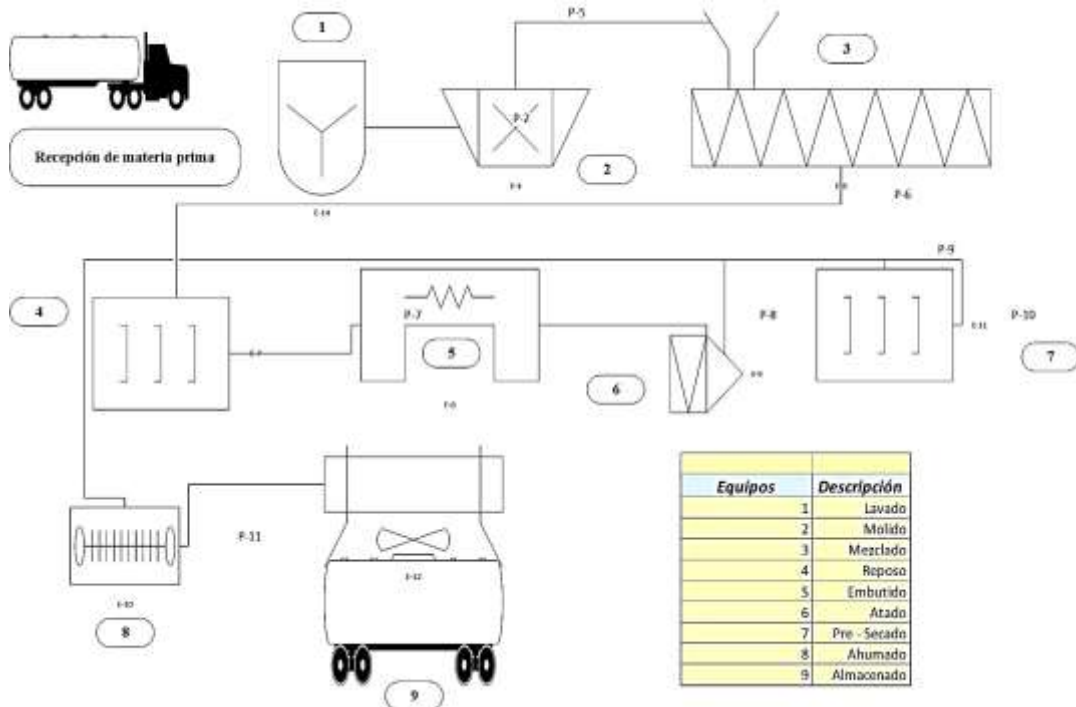 P-5
1
3
Recepción de materia prima
P-2
2
P-6
P-9
4
P-7
P-8
P-10
5
7
6
Equipos Descripción
1 Lavado
2 Molido
3 Mezclado
4 Reposo
5 Embutido
6 Atado
7 Pre - Secado
8 Ahumado
9 Almacenado
P-11
E-12
8
9